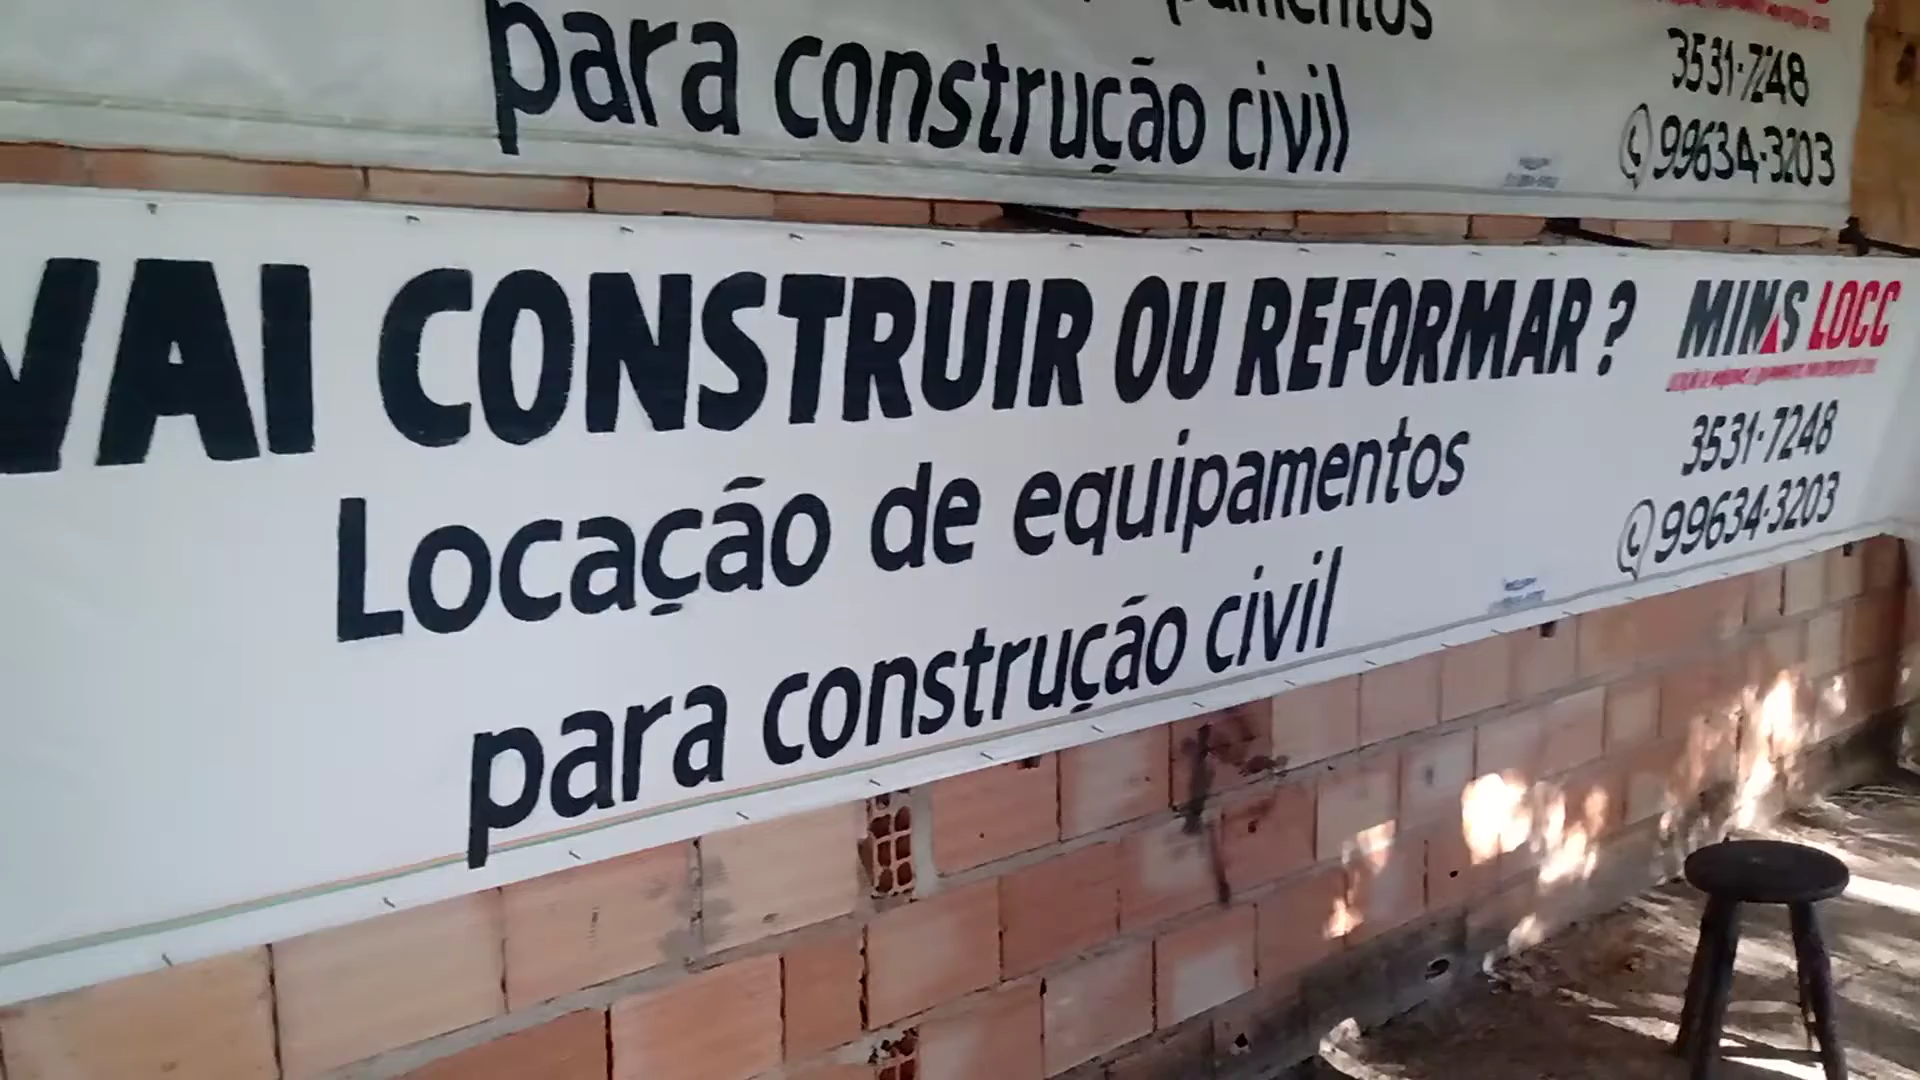 para construção civil
3531-7248
99634-3203
VAI CONSTRUIR OU REFORMAR ?
Locação de equipamentos
para construção civil
MINAS LOCC
3531-7248
99634-3203